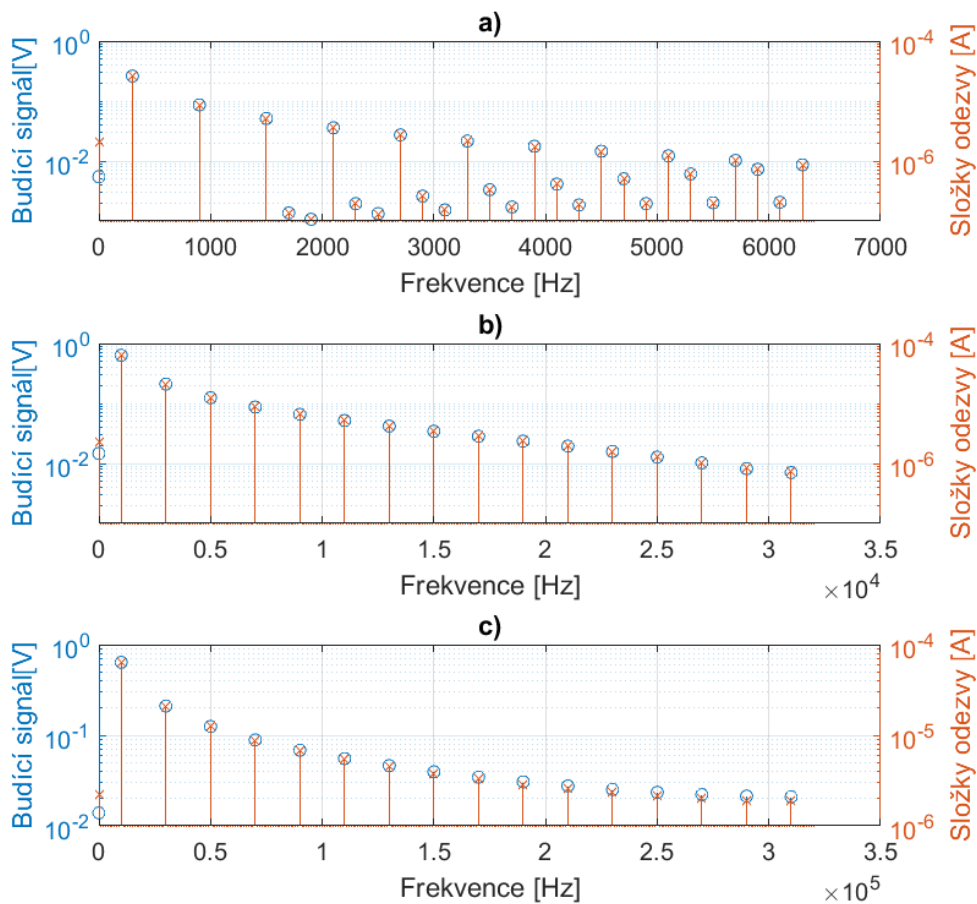 a)
Budící signál[V]
10^0
10^-2
Složky odezvy [A]
10^-4
10^-6
0 1000 2000 3000 4000 5000 6000 7000
Frekvence [Hz]
b)
Budící signál[V]
10^0
10^-2
Složky odezvy [A]
10^-4
10^-6
0 0.5 1 1.5 2 2.5 3 3.5
Frekvence [Hz]
×10^4
c)
Budící signál[V]
10^0
10^-1
10^-2
Složky odezvy [A]
10^-4
10^-5
10^-6
0 0.5 1 1.5 2 2.5 3 3.5
Frekvence [Hz]
×10^5